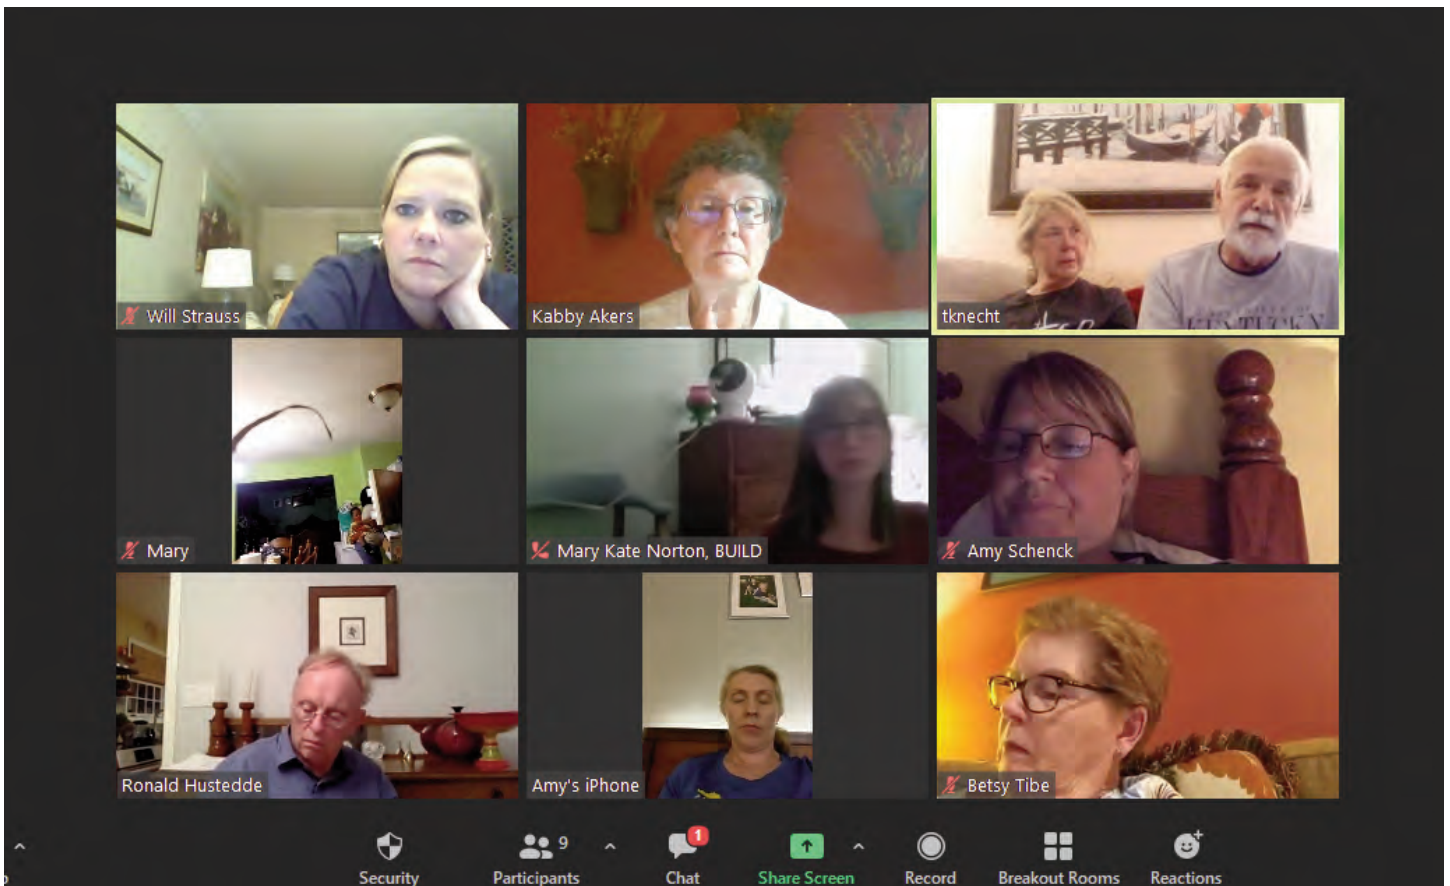 Will Strauss
Kabby Akers
tknecht
KENTUCKY
Mary
Mary Kate Norton, BUILD
Amy Schenck
Ronald Hustedde
Amy's iPhone
Betsy Tibe
9
1
Security
Participants
Chat
Share Screen
Record
Breakout Rooms
Reactions